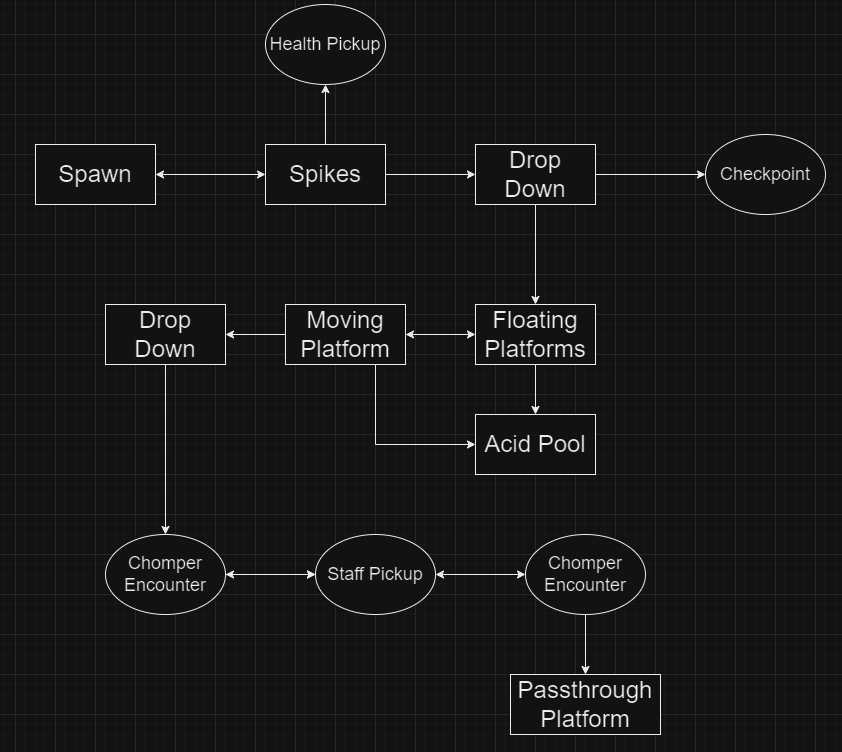 Health Pickup
Spawn
Spikes
Drop
Down
Checkpoint
Drop
Down
Moving
Platform
Floating
Platforms
Acid Pool
Chomper
Encounter
Staff Pickup
Chomper
Encounter
Passthrough
Platform